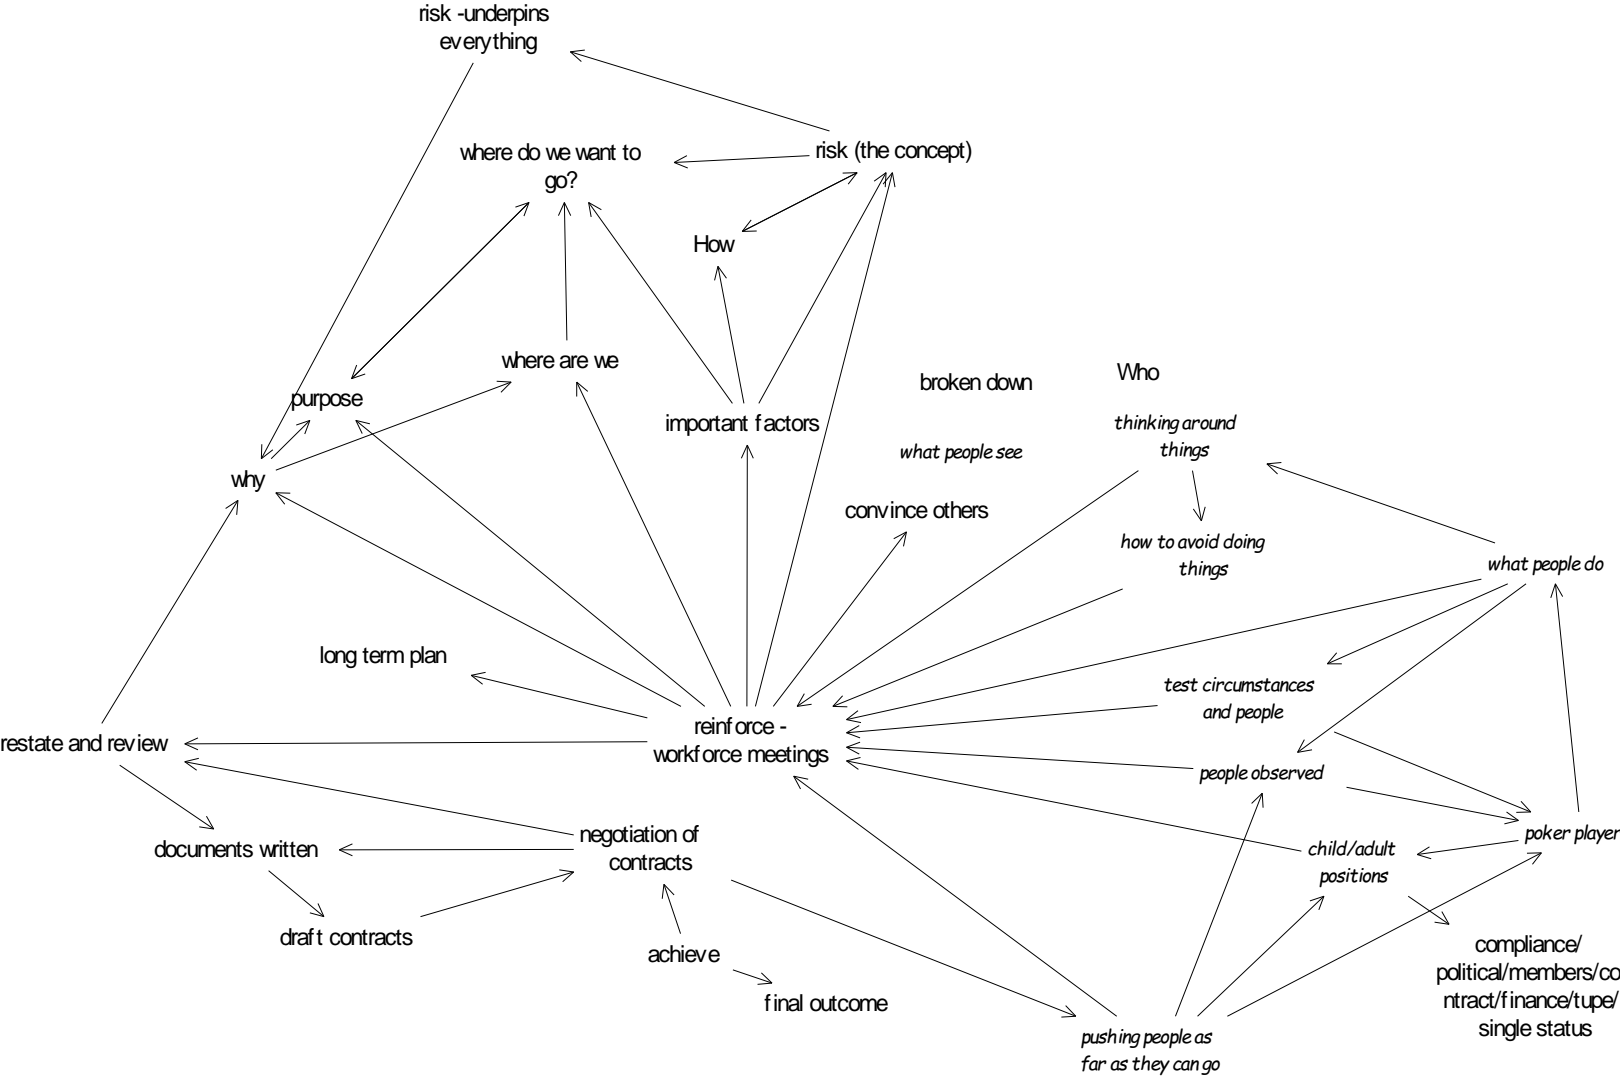 risk -underpins
everything
where do we want to
go?
risk (the concept)
How
where are we
purpose
important factors
broken down
Who
thinking around
things
what people see
why
convince others
how to avoid doing
things
what people do
long term plan
test circumstances
and people
reinforce -
workforce meetings
restate and review
people observed
negotiation of
contracts
documents written
child/adult
positions
poker player
draft contracts
achieve
final outcome
compliance/
political/members/co
ntract/finance/tupe/
single status
pushing people as
far as they can go